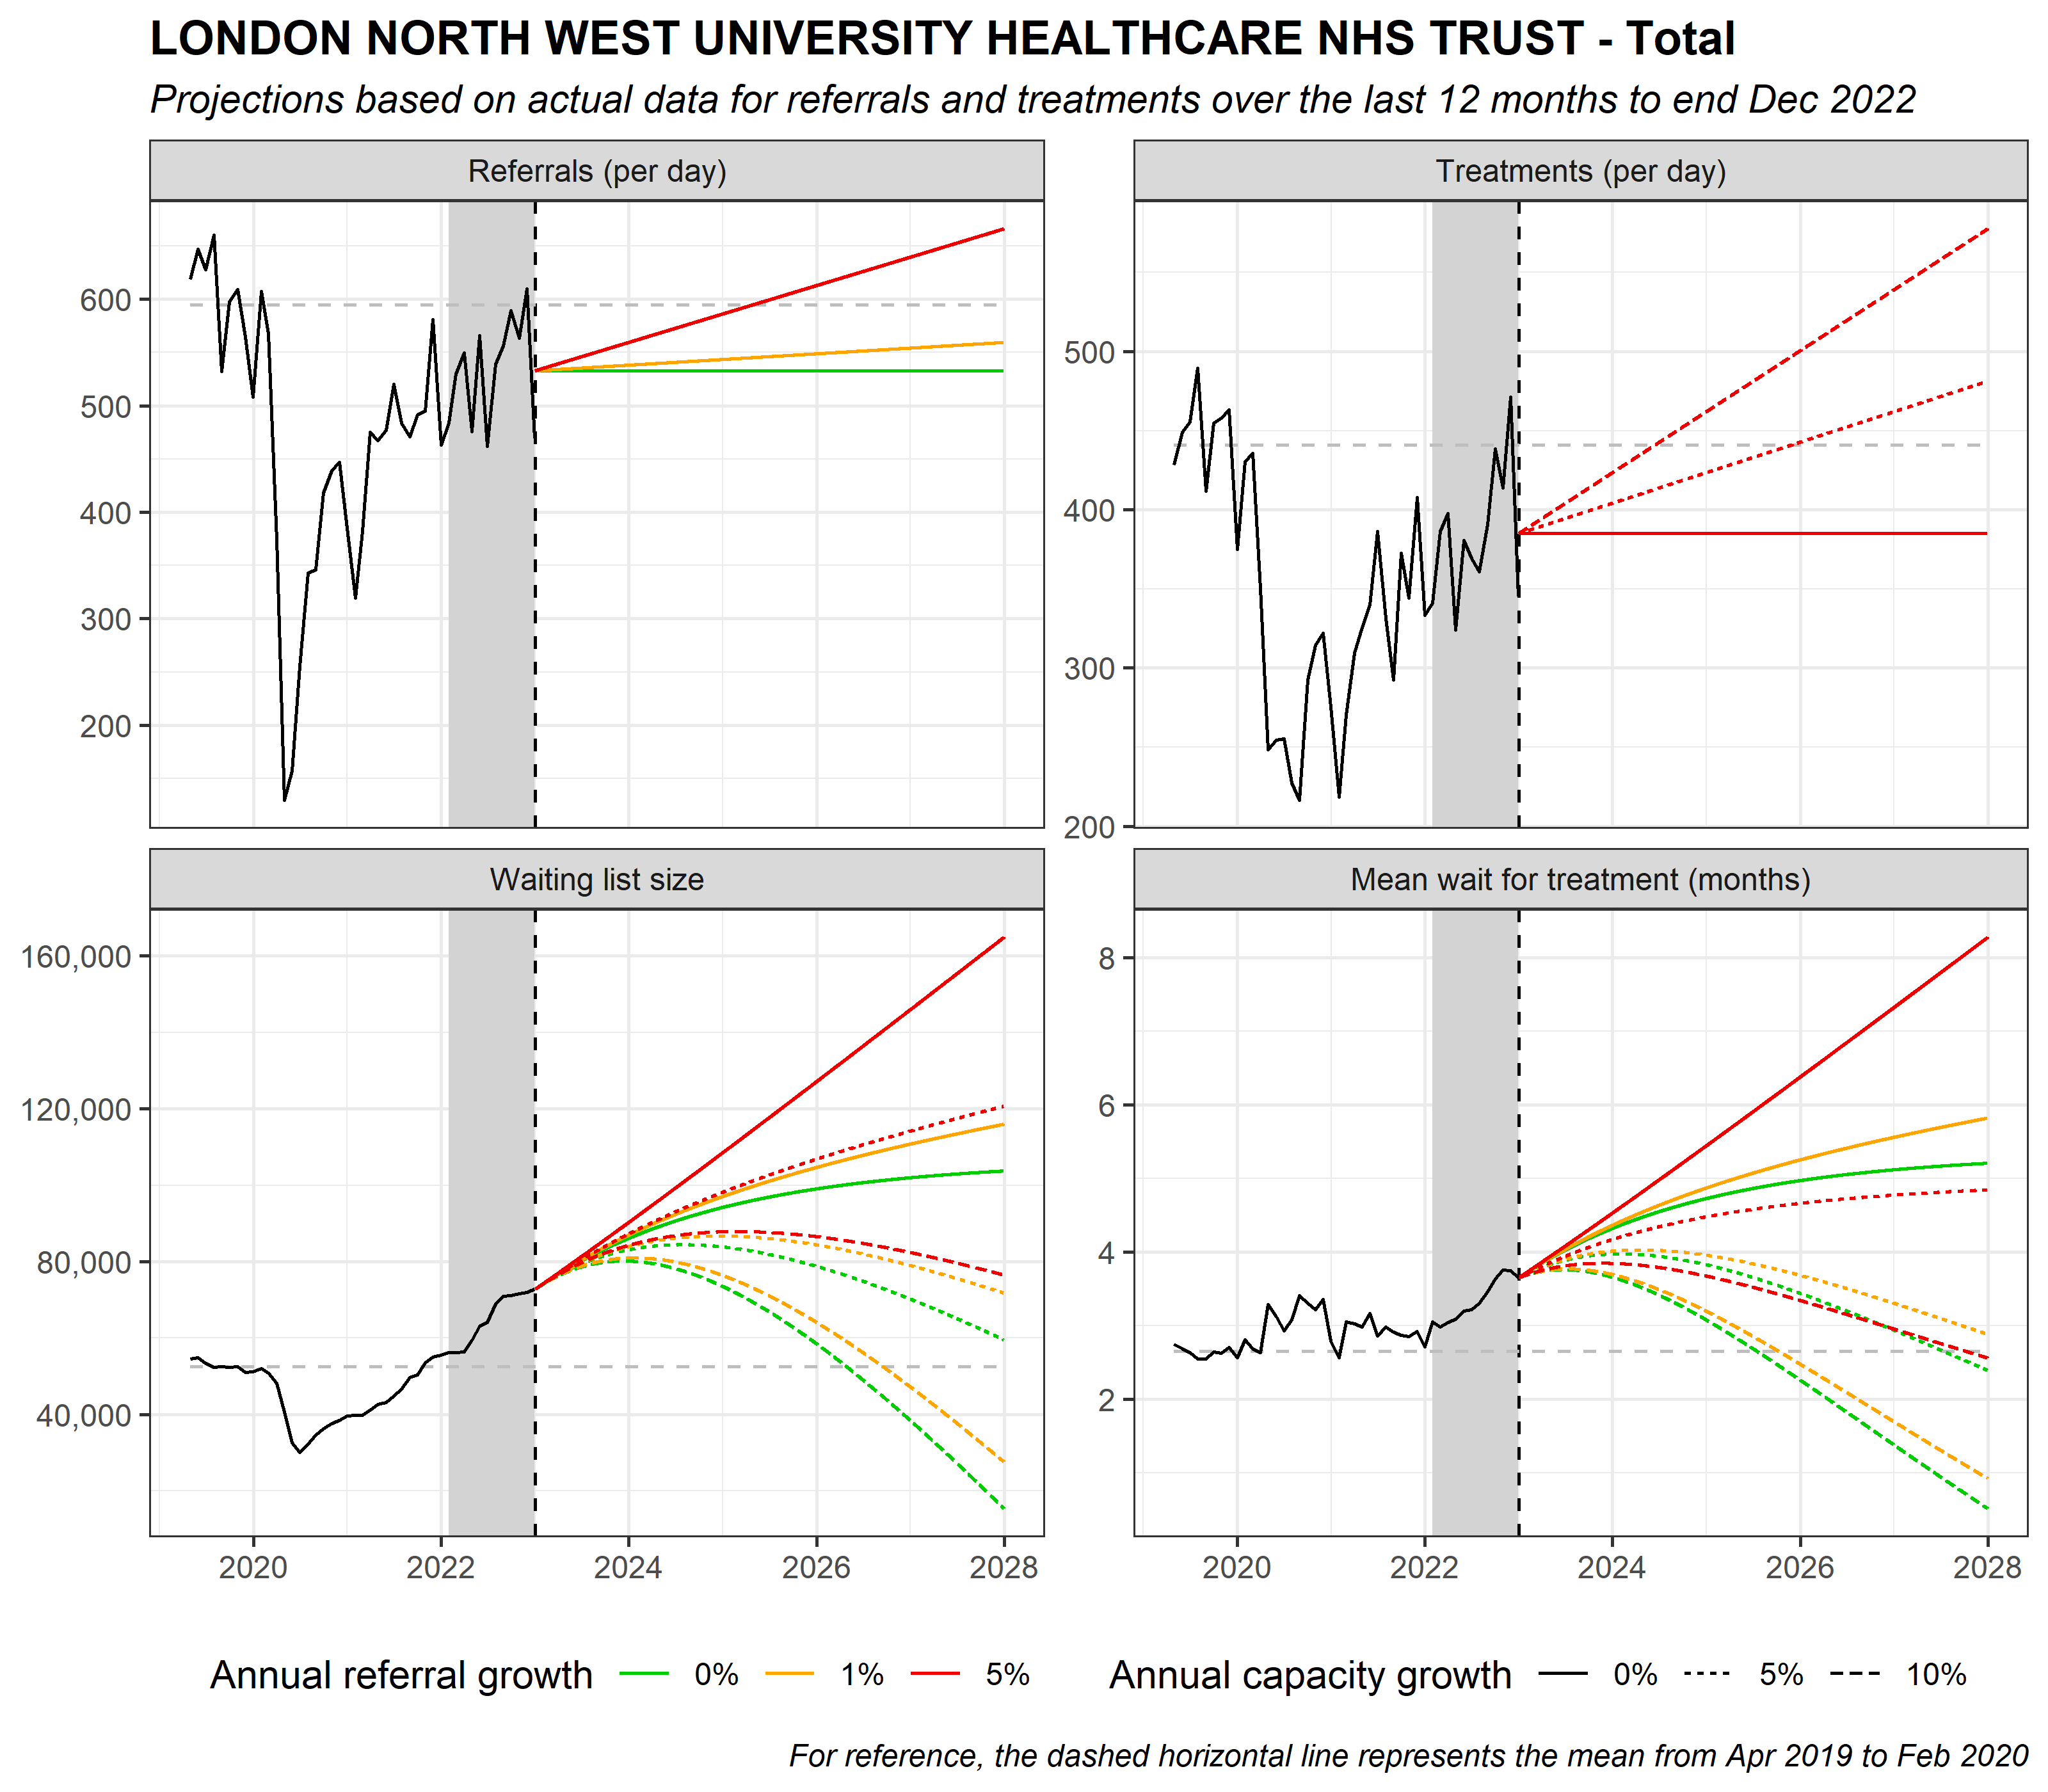 LONDON NORTH WEST UNIVERSITY HEALTHCARE NHS TRUST - Total
Projections based on actual data for referrals and treatments over the last 12 months to end Dec 2022
Referrals (per day)
600
500
400
300
200
Treatments (per day)
500
400
300
200
Waiting list size
160,000
120,000
80,000
40,000
2020 2022 2024 2026 2028
Mean wait for treatment (months)
8
6
4
2
2020 2022 2024 2026 2028
Annual referral growth 0% 1% 5%
Annual capacity growth 0% 5% 10%
For reference, the dashed horizontal line represents the mean from Apr 2019 to Feb 2020